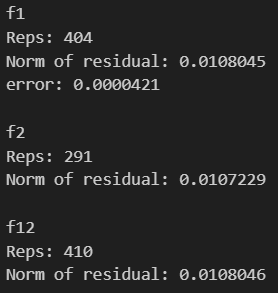 f1
Reps: 404
Norm of residual: 0.0108045
error: 0.0000421
f2
Reps: 291
Norm of residual: 0.0107229
f12
Reps: 410
Norm of residual: 0.0108046